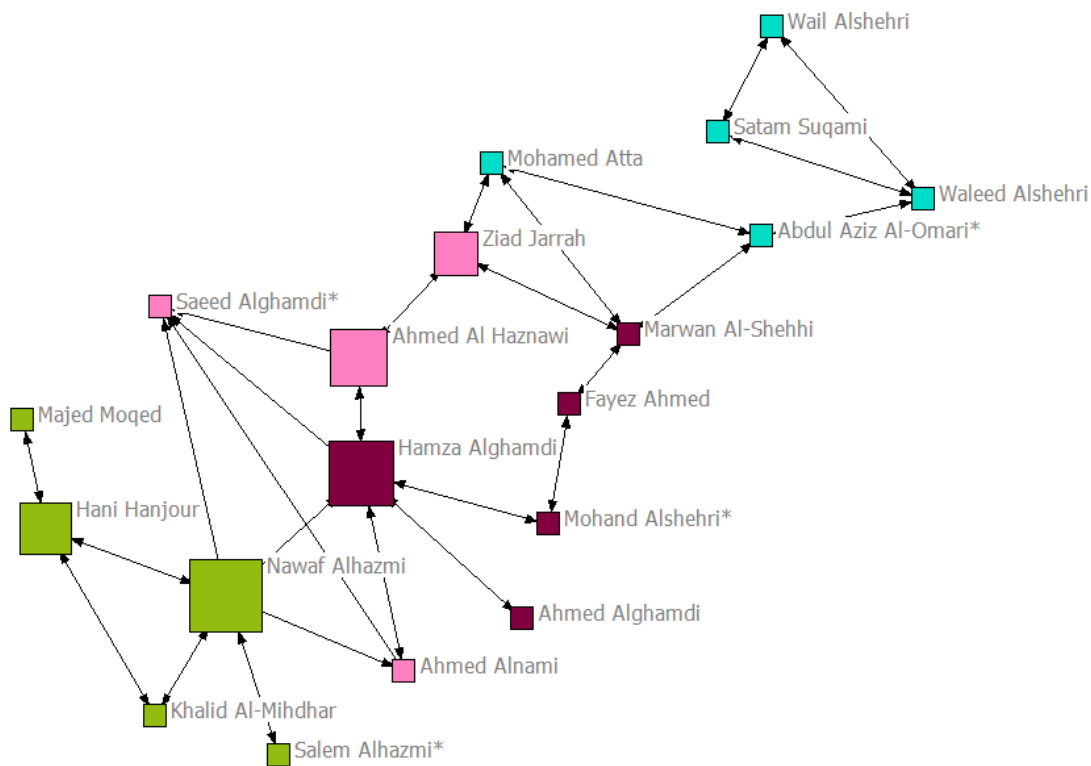 Wail Alshehri
Satam Suqami
Mohamed Atta
Waleed Alshehri
Abdul Aziz Al-Omari*
Ziad Jarrah
Saeed Alghamdi*
Ahmed Al Haznawi
Marwan Al-Shehhi
Fayez Ahmed
Majed Moqed
Hamza Alghamdi
Hani Hanjour
Mohand Alshehri*
Nawaf Alhazmi
Ahmed Alghamdi
Ahmed Alnami
Khalid Al-Mihdhar
Salem Alhazmi*